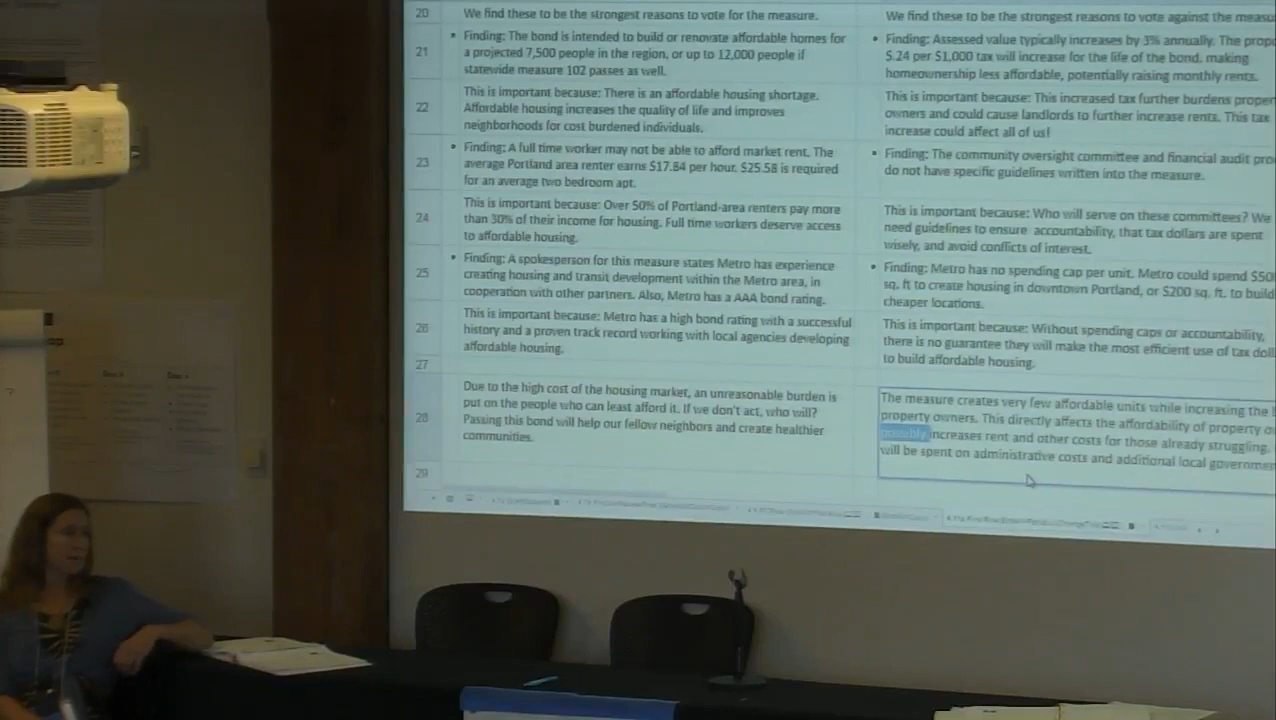 20
We find these to be the strongest reasons to vote for the measure.
21
• Finding: The bond is intended to build or renovate affordable homes for
a projected 7,500 people in the region, or up to 12,000 people if
statewide measure 102 passes as well.
22
This is important because: There is an affordable housing shortage.
Affordable housing increases the quality of life and improves
neighborhoods for cost burdened individuals.
23
• Finding: A full time worker may not be able to afford market rent. The
average Portland area renter earns $17.84 per hour. $25.58 is required
for an average two bedroom apt.
24
This is important because: Over 50% of Portland-area renters pay more
than 30% of their income for housing. Full time workers deserve access
to affordable housing.
25
• Finding: A spokesperson for this measure states Metro has experience
creating housing and transit development within the Metro area, in
cooperation with other partners. Also, Metro has a AAA bond rating.
26
This is important because: Metro has a high bond rating with a successful
history and a proven track record working with local agencies developing
affordable housing.
27
28
Due to the high cost of the housing market, an unreasonable burden is
put on the people who can least afford it. If we don't act, who will?
Passing this bond will help our fellow neighbors and create healthier
communities.
29
We find these to be the strongest reasons to vote against the measu
• Finding: Assessed value typically increases by 3% annually. The propo
$.24 per $1,000 tax will increase for the life of the bond, making
homeownership less affordable, potentially raising monthly rents.
This is important because: This increased tax further burdens proper
owners and could cause landlords to further increase rents. This tax
increase could affect all of us!
• Finding: The community oversight committee and financial audit pro
do not have specific guidelines written into the measure.
This is important because: Who will serve on these committees? We
need guidelines to ensure accountability, that tax dollars are spent
wisely, and avoid conflicts of interest.
• Finding: Metro has no spending cap per unit. Metro could spend $50
sq. ft to create housing in downtown Portland, or $200 sq. ft. to build
cheaper locations.
This is important because: Without spending caps or accountability,
there is no guarantee they will make the most efficient use of tax doll
to build affordable housing.
The measure creates very few affordable units while increasing the
property owners. This directly affects the affordability of property o
possibly increases rent and other costs for those already struggling.
will be spent on administrative costs and additional local governme